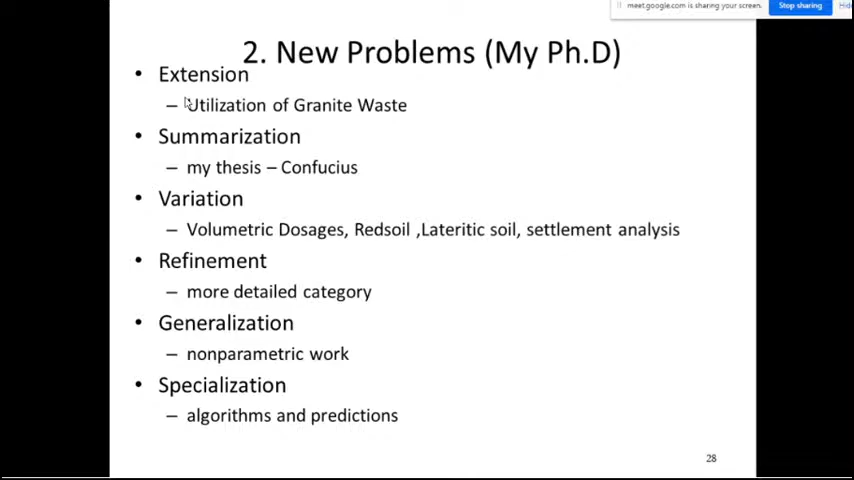 meet.google.com is sharing your screen.
Stop sharing
2. New Problems (My Ph.D)
• Extension
– Utilization of Granite Waste
• Summarization
– my thesis – Confucius
• Variation
– Volumetric Dosages, Redsoil ,Lateritic soil, settlement analysis
• Refinement
– more detailed category
• Generalization
– nonparametric work
• Specialization
– algorithms and predictions
28